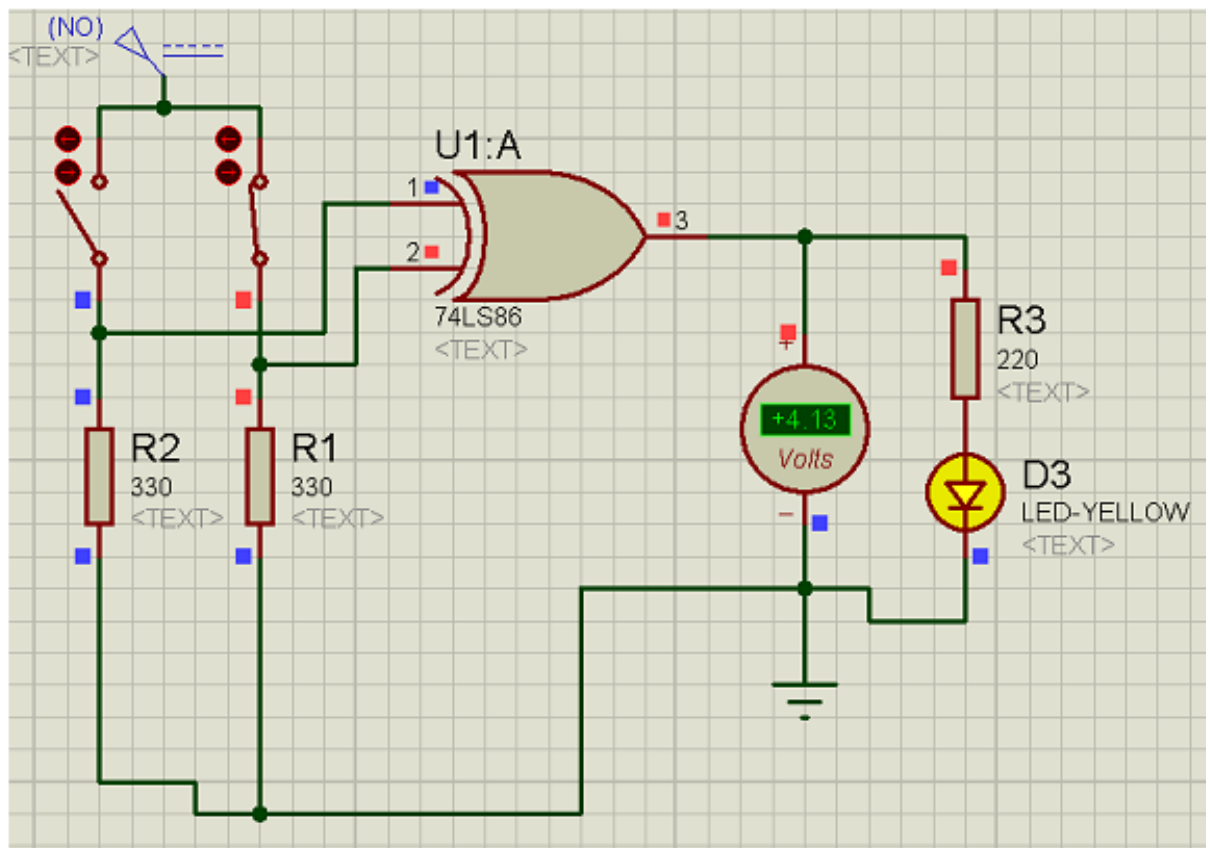 (NO)
<TEXT>
U1:A
1
2
3
74LS86
<TEXT>
R3
220
<TEXT>
+
+4.13
Volts
−
R2
330
<TEXT>
R1
330
<TEXT>
D3
LED-YELLOW
<TEXT>